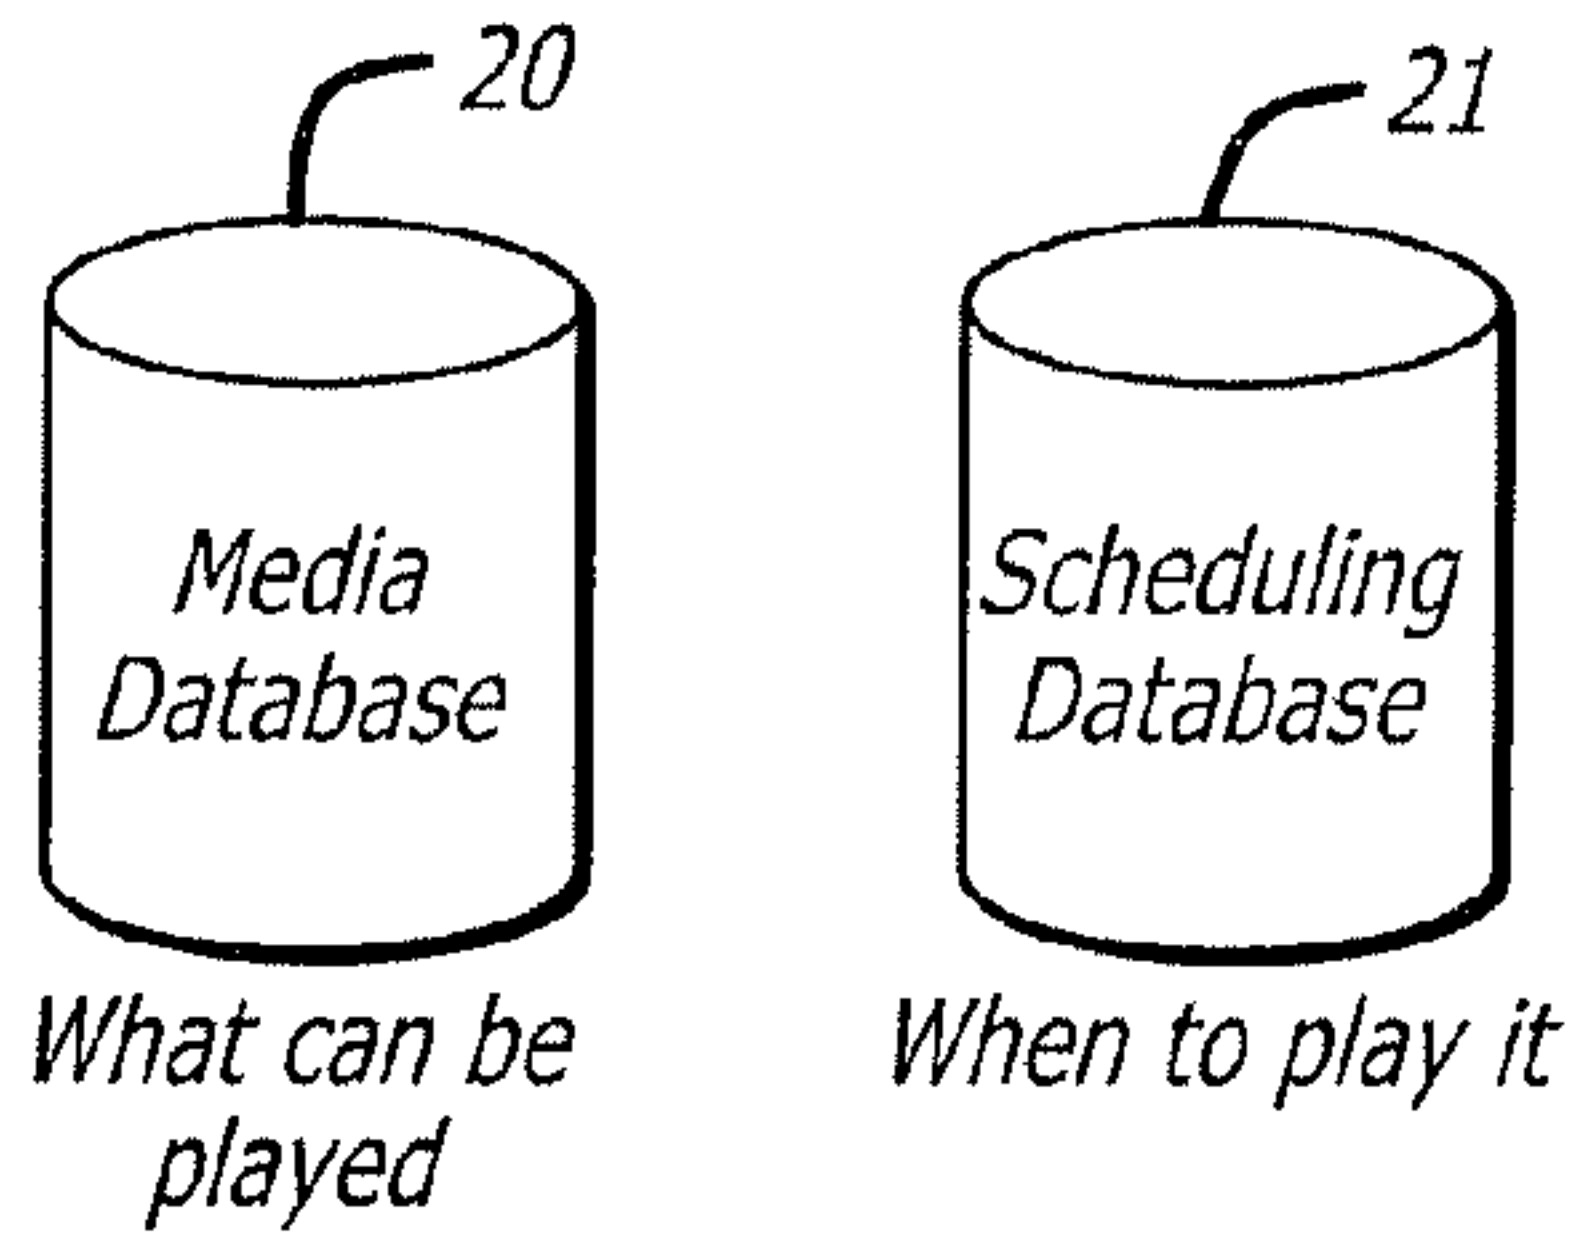 20
Media
Database
What can be
played
21
Scheduling
Database
When to play it